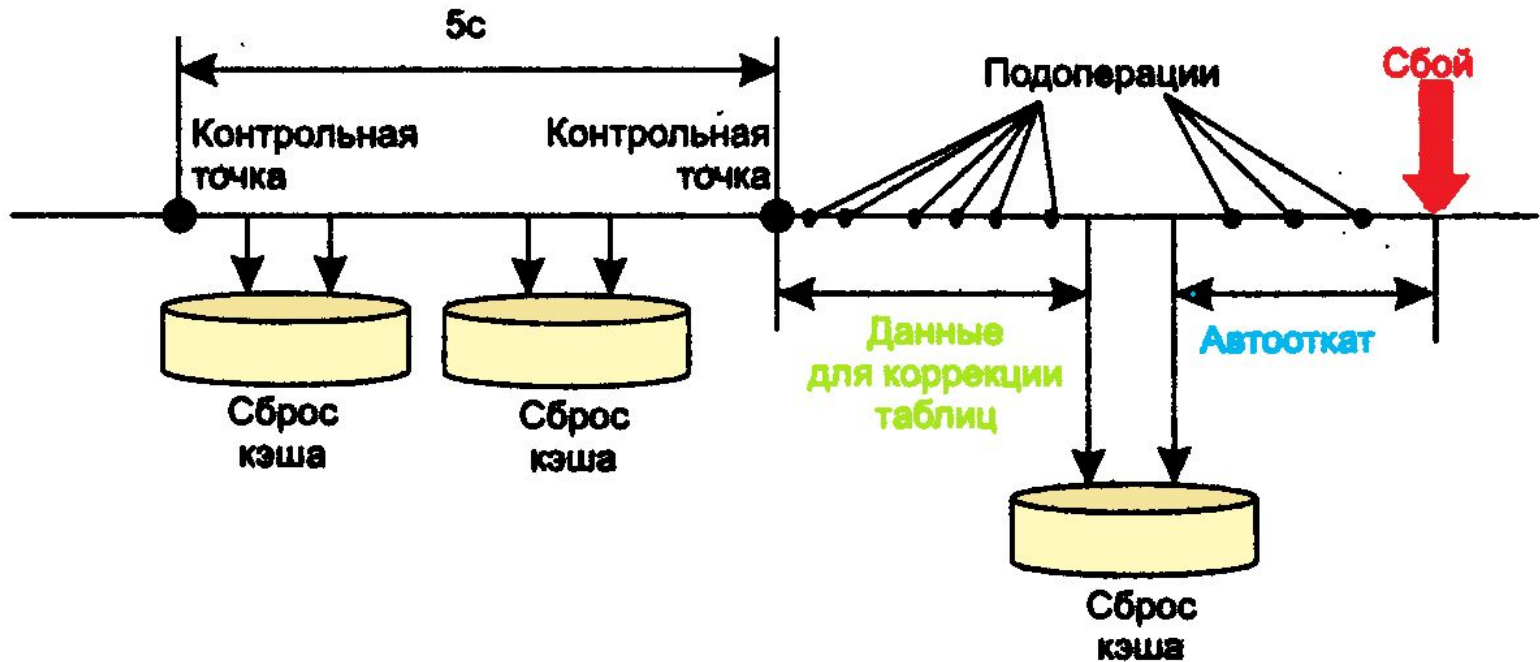 5с
Подоперации
Сбой
Контрольная
точка
Контрольная
точка
Данные
для коррекции
таблиц
Автооткат
Сброс
кэша
Сброс
кэша
Сброс
кэша